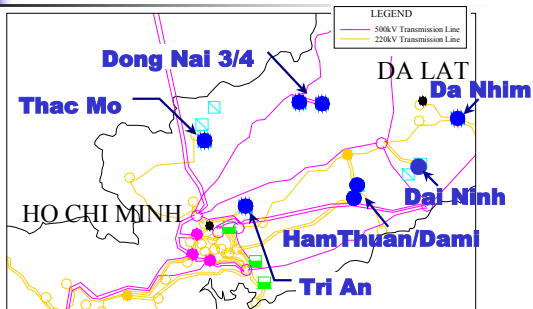 LEGEND
500kV Transmission Line
220kV Transmission Line
Dong Nai 3/4
DA LAT
Da Nhim
Thac Mo
Dai Ninh
HO CHI MINH
HamThuan/Dami
Tri An